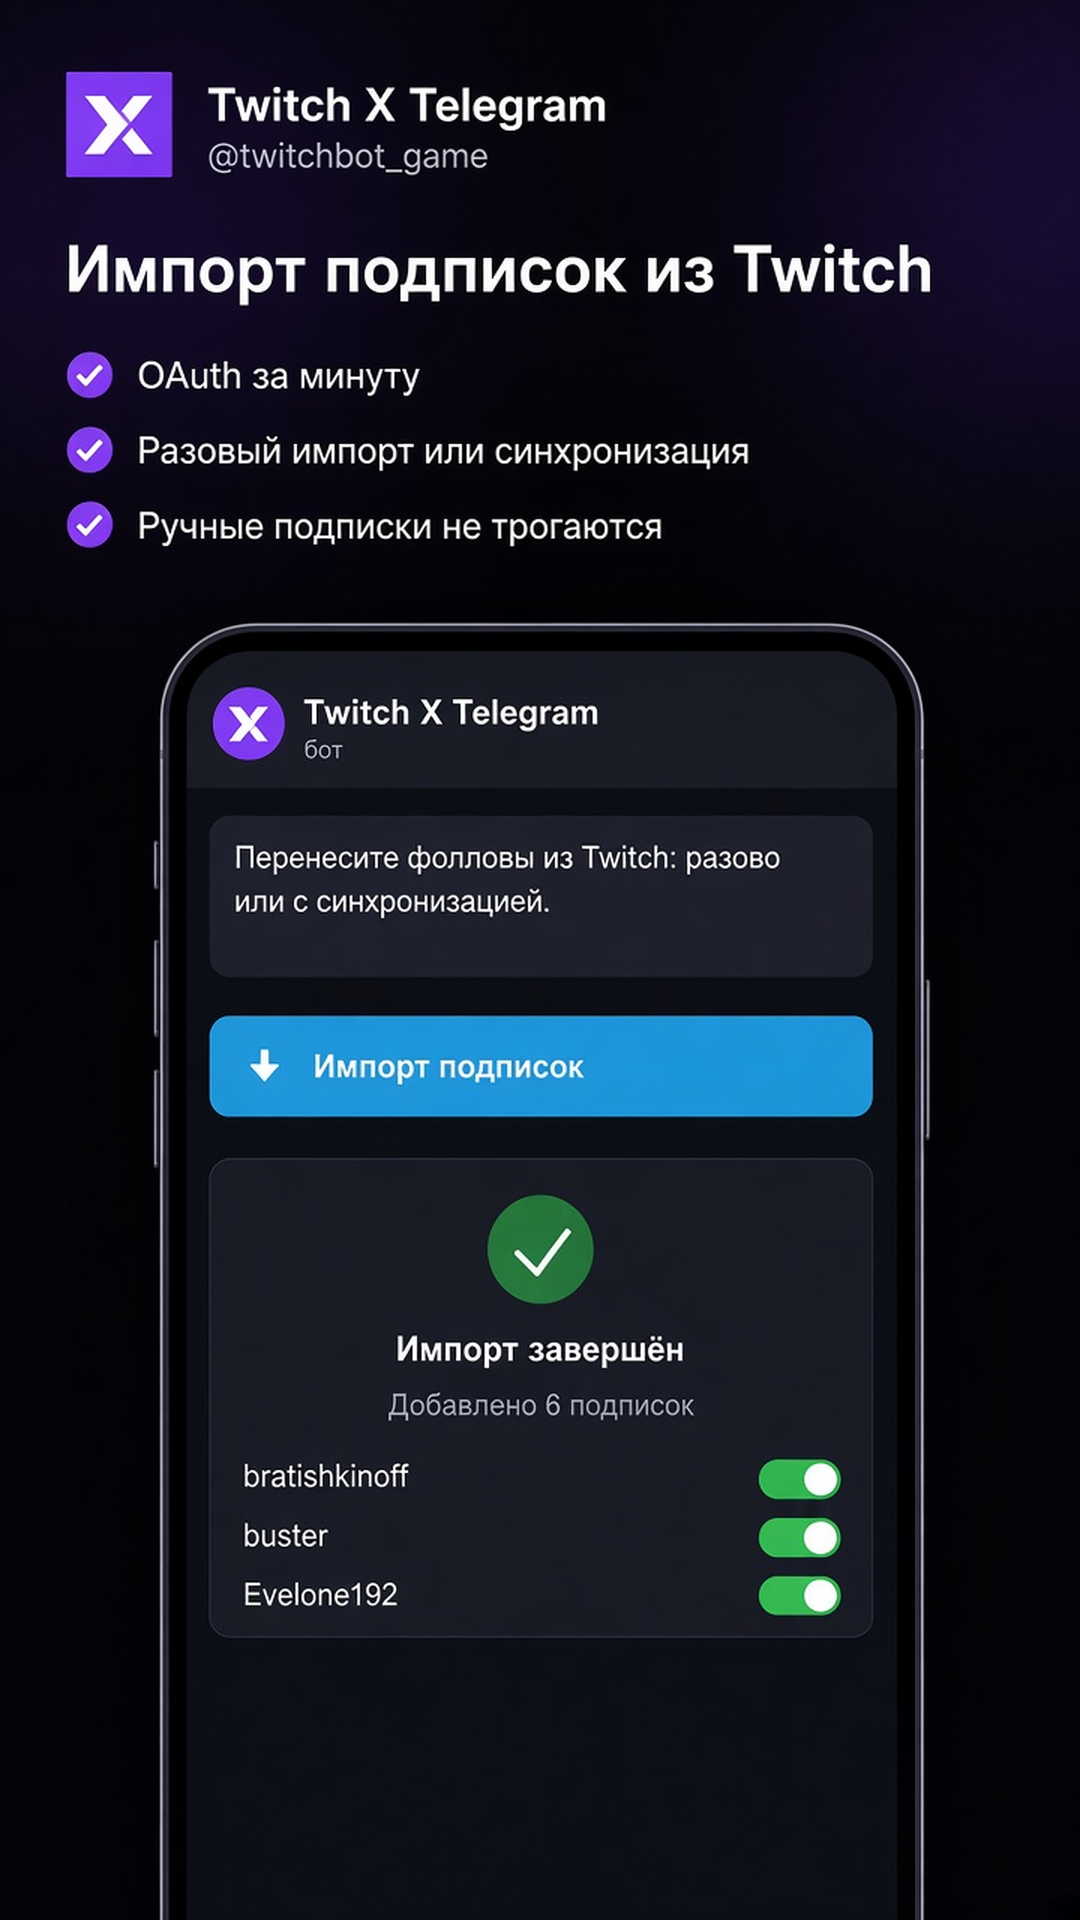 Twitch X Telegram
@twitchbot_game
Импорт подписок из Twitch
OAuth за минуту
Разовый импорт или синхронизация
Ручные подписки не трогаются
Twitch X Telegram
бот
Перенесите фолловы из Twitch: разово
или с синхронизацией.
Импорт подписок
Импорт завершён
Добавлено 6 подписок
bratishkinoff
buster
Evelone192